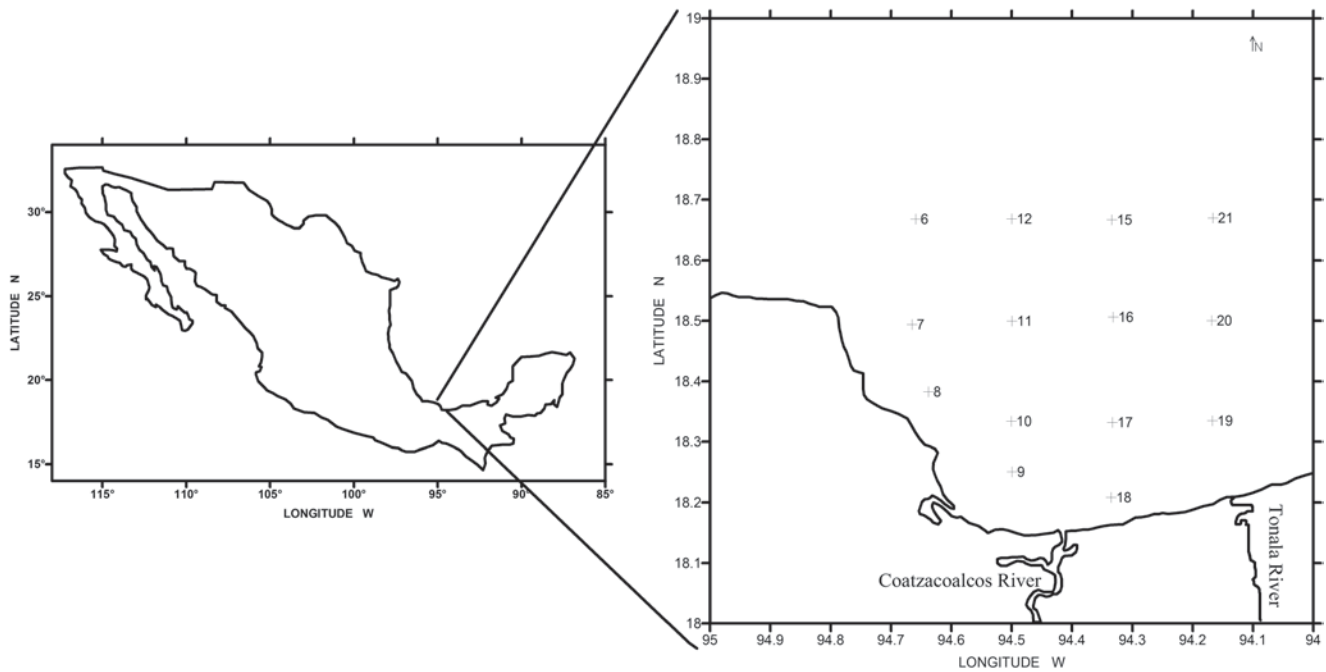 30°
25°
20°
15°
LATITUDE N
115° 110° 105° 100° 95° 90° 85°
LONGITUDE W
19
18.9
18.8
18.7
18.6
18.5
18.4
18.3
18.2
18.1
18
LATITUDE N
N
6 12 15 21
7 11 16 20
8
10 17 19
9
18
Coatzacoalcos River
Tonala River
95 94.9 94.8 94.7 94.6 94.5 94.4 94.3 94.2 94.1 94
LONGITUDE W